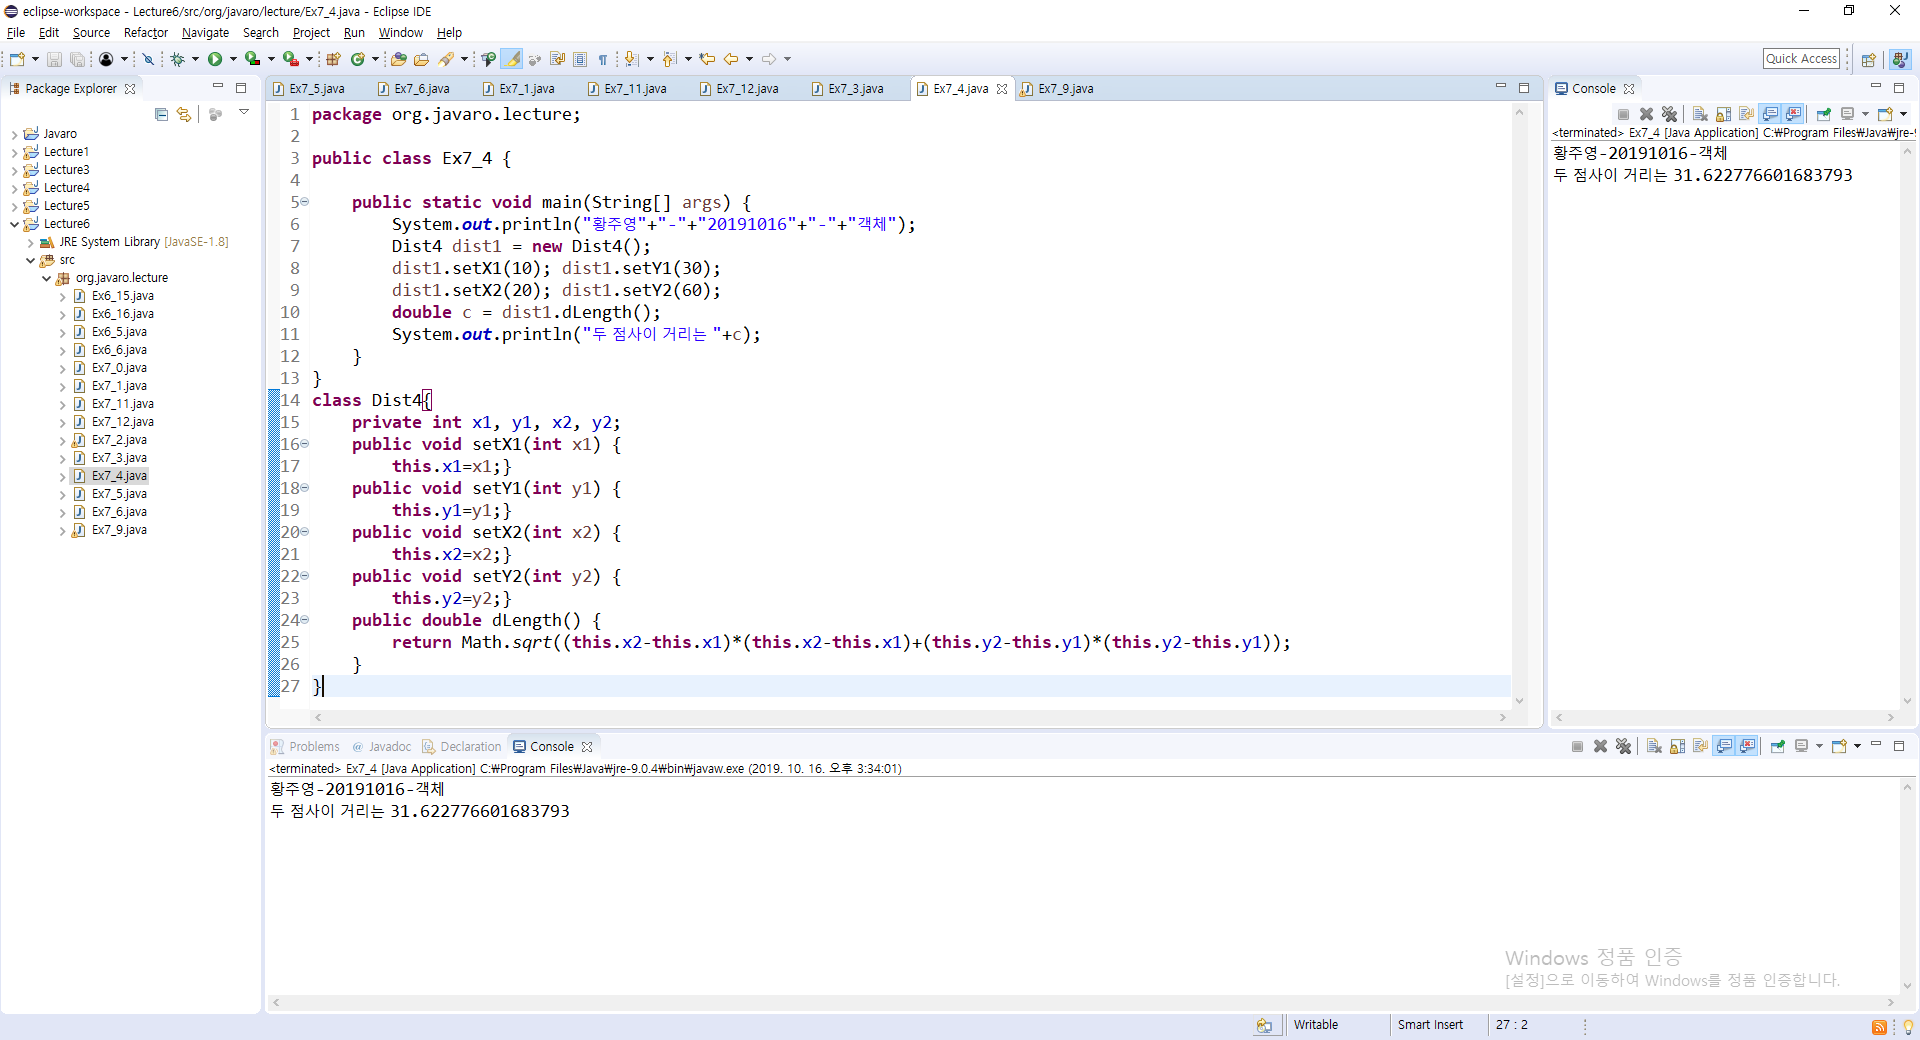 eclipse-workspace - Lecture6/src/org/javaro/lecture/Ex7_4.java - Eclipse IDE
File Edit Source Refactor Navigate Search Project Run Window Help
Quick Access
Package Explorer
Javaro
Lecture1
Lecture3
Lecture4
Lecture5
Lecture6
JRE System Library [JavaSE-1.8]
src
org.javaro.lecture
Ex6_15.java
Ex6_16.java
Ex6_5.java
Ex6_6.java
Ex7_0.java
Ex7_1.java
Ex7_11.java
Ex7_12.java
Ex7_2.java
Ex7_3.java
Ex7_4.java
Ex7_5.java
Ex7_6.java
Ex7_9.java
Ex7_5.java Ex7_6.java Ex7_1.java Ex7_11.java Ex7_12.java Ex7_3.java Ex7_4.java Ex7_9.java
1 package org.javaro.lecture;
2
3 public class Ex7_4 {
4
5 public static void main(String[] args) {
6 System.out.println("황주영"+"-"+"20191016"+"-"+"객체");
7 Dist4 dist1 = new Dist4();
8 dist1.setX1(10); dist1.setY1(30);
9 dist1.setX2(20); dist1.setY2(60);
10 double c = dist1.dLength();
11 System.out.println("두 점사이 거리는 "+c);
12 }
13 }
14 class Dist4{
15 private int x1, y1, x2, y2;
16 public void setX1(int x1) {
17 this.x1=x1;}
18 public void setY1(int y1) {
19 this.y1=y1;}
20 public void setX2(int x2) {
21 this.x2=x2;}
22 public void setY2(int y2) {
23 this.y2=y2;}
24 public double dLength() {
25 return Math.sqrt((this.x2-this.x1)*(this.x2-this.x1)+(this.y2-this.y1)*(this.y2-this.y1));
26 }
27 }
Console
<terminated> Ex7_4 [Java Application] C:₩Program Files₩Java₩jre-9
황주영-20191016-객체
두 점사이 거리는 31.622776601683793
Problems @ Javadoc Declaration Console
<terminated> Ex7_4 [Java Application] C:₩Program Files₩Java₩jre-9.0.4₩bin₩javaw.exe (2019. 10. 16. 오후 3:34:01)
황주영-20191016-객체
두 점사이 거리는 31.622776601683793
Windows 정품 인증
[설정]으로 이동하여 Windows를 정품 인증합니다.
Writable Smart Insert 27 : 2